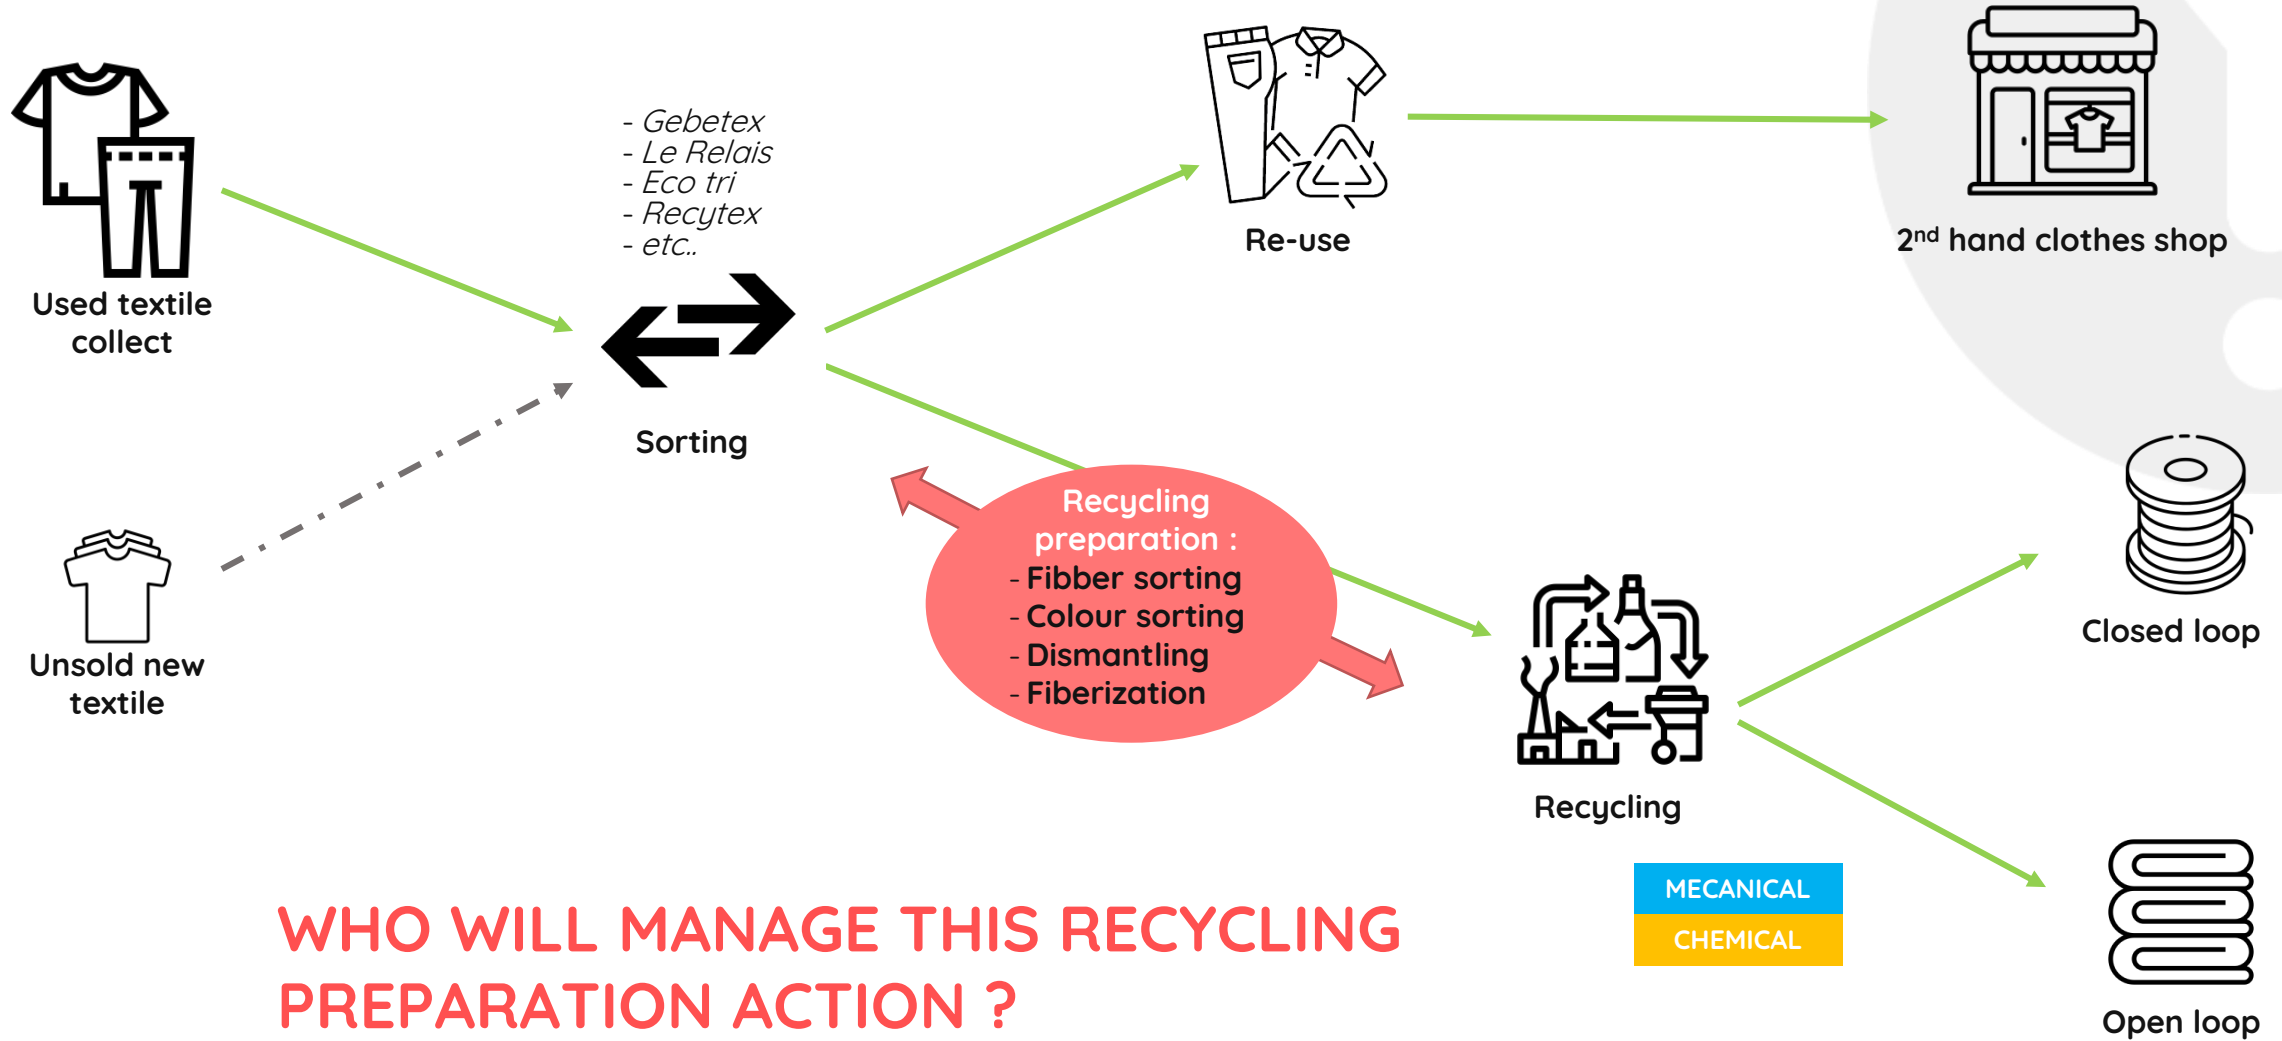 - Gebetex
- Le Relais
- Eco tri
- Recytex
- etc..
Re-use
2nd hand clothes shop
Used textile
collect
Sorting
Recycling
preparation :
- Fibber sorting
- Colour sorting
- Dismantling
- Fiberization
Unsold new
textile
Closed loop
Recycling
MECANICAL
CHEMICAL
WHO WILL MANAGE THIS RECYCLING
PREPARATION ACTION ?
Open loop